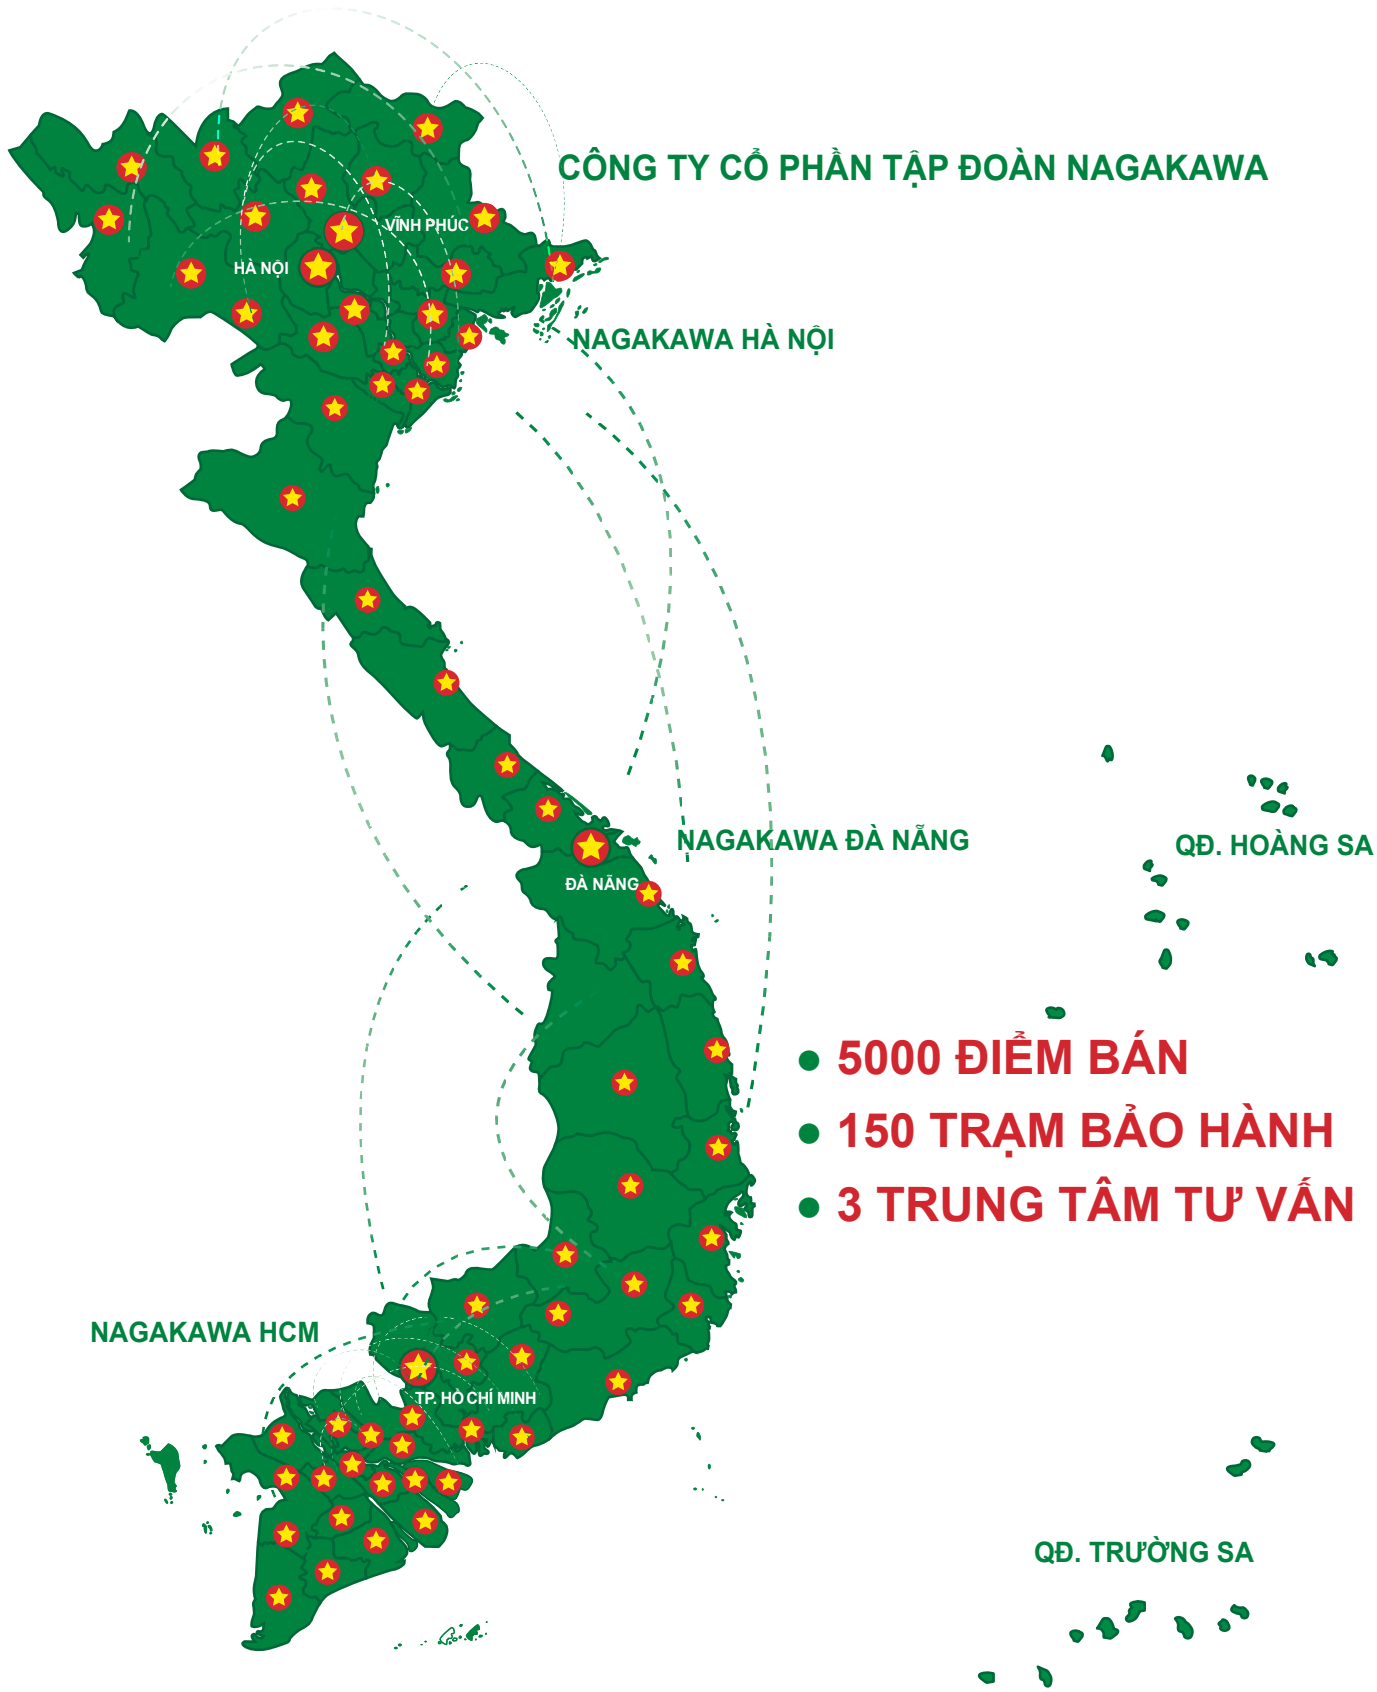 CÔNG TY CỔ PHẦN TẬP ĐOÀN NAGAKAWA
VĨNH PHÚC
HÀ NỘI
NAGAKAWA HÀ NỘI
NAGAKAWA ĐÀ NẴNG
QĐ. HOÀNG SA
ĐÀ NẴNG
• 5000 ĐIỂM BÁN
• 150 TRẠM BẢO HÀNH
• 3 TRUNG TÂM TƯ VẤN
NAGAKAWA HCM
TP. HỒ CHÍ MINH
QĐ. TRƯỜNG SA